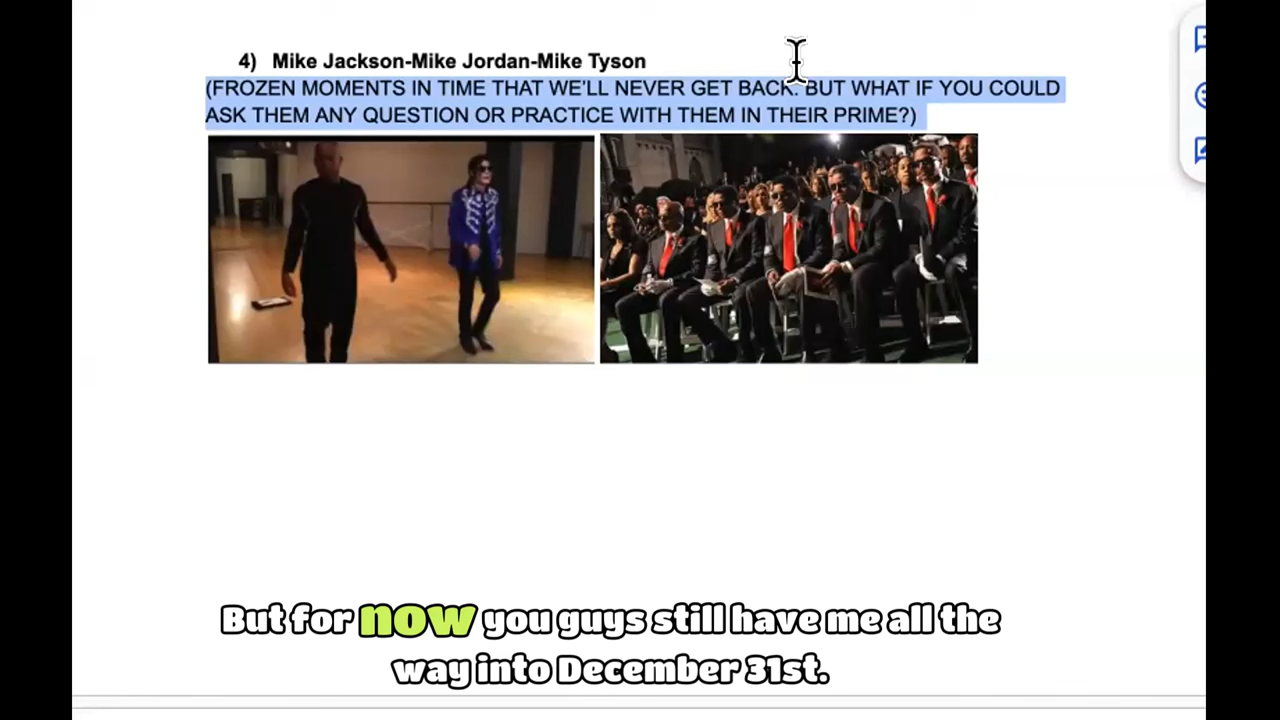 4) Mike Jackson-Mike Jordan-Mike Tyson
(FROZEN MOMENTS IN TIME THAT WE'LL NEVER GET BACK. BUT WHAT IF YOU COULD
ASK THEM ANY QUESTION OR PRACTICE WITH THEM IN THEIR PRIME?)
But for now you guys still have me all the
way into December 31st.